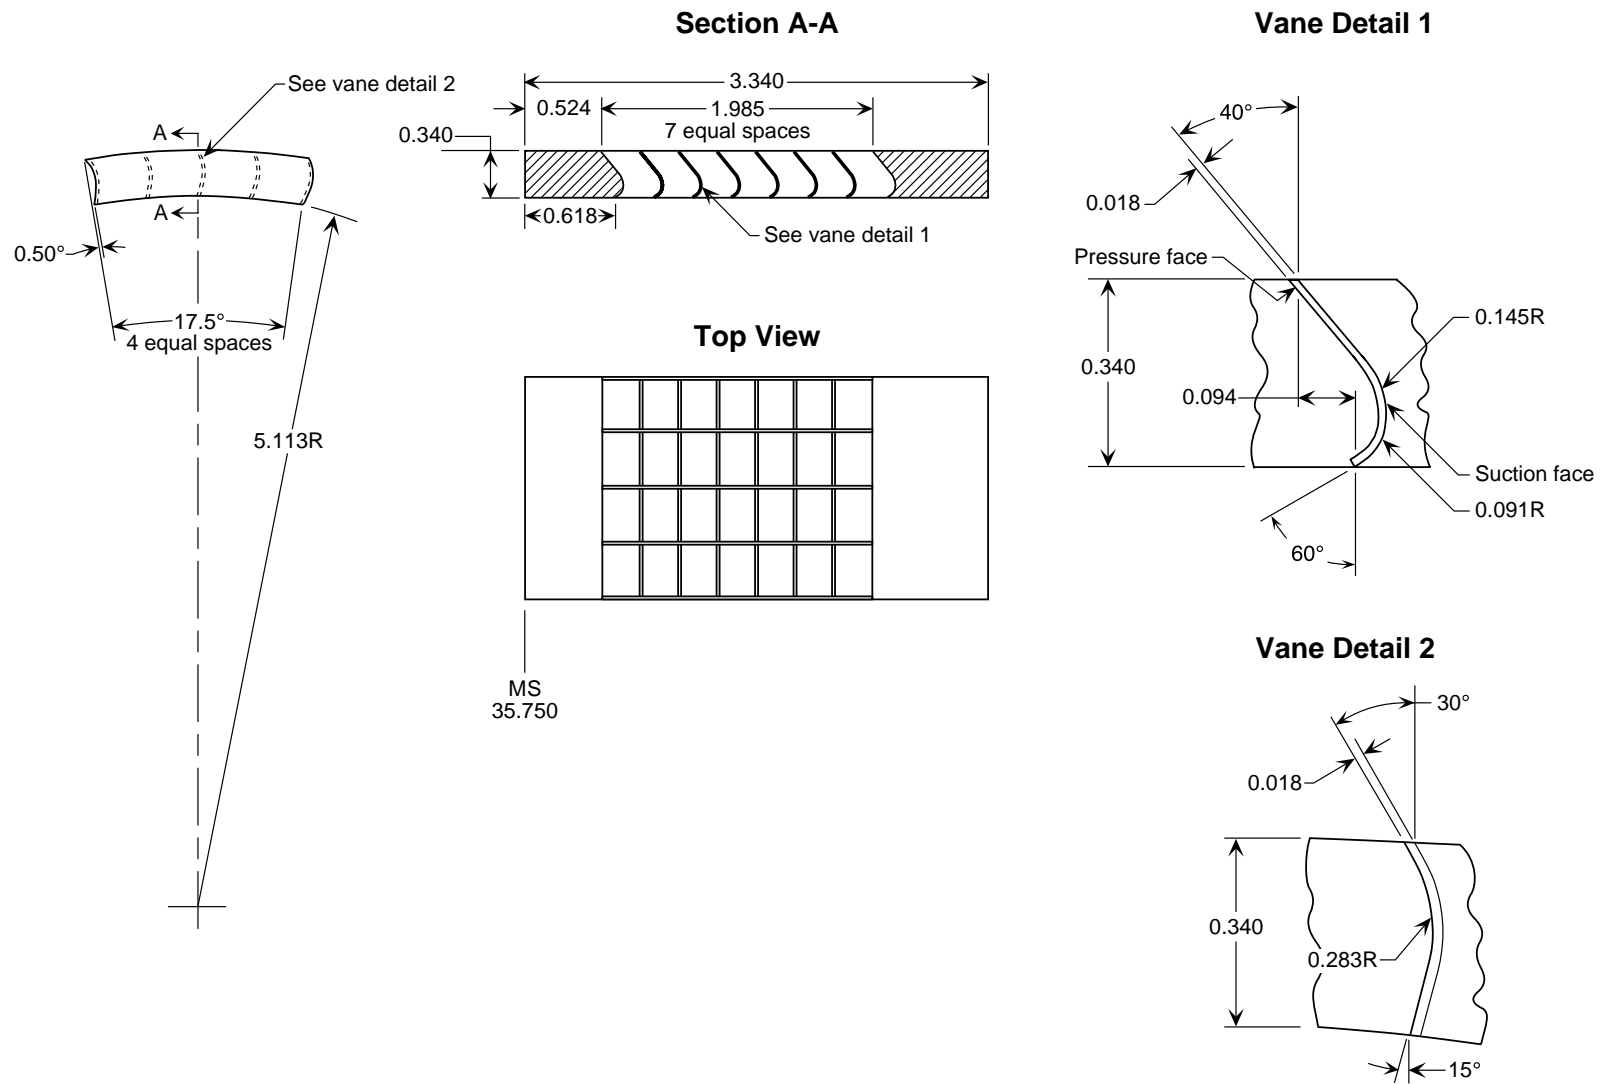 Section A-A
Vane Detail 1
See vane detail 2
A
A
0.50°
17.5°
4 equal spaces
5.113R
3.340
0.524
1.985
7 equal spaces
0.340
0.618
See vane detail 1
Top View
MS
35.750
40°
0.018
Pressure face
0.145R
0.340
0.094
Suction face
0.091R
60°
Vane Detail 2
30°
0.018
0.340
0.283R
15°